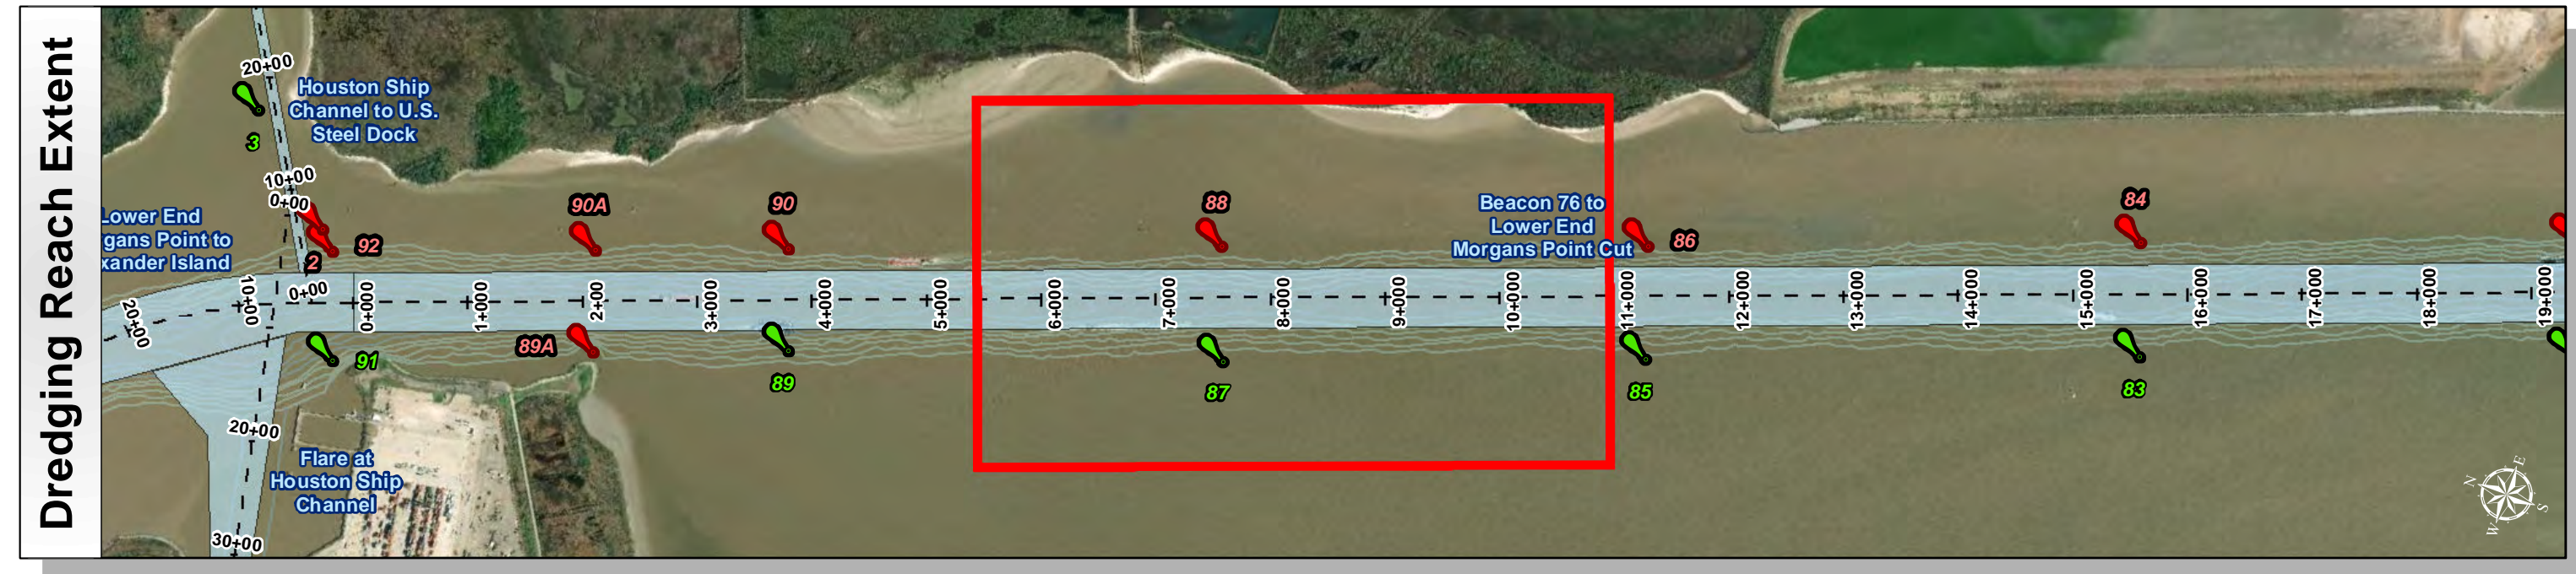 Dredging Reach Extent
20+00
Houston Ship
Channel to U.S.
Steel Dock
3
10+00
0+00
Lower End
gans Point to
xander Island
2
92
90A
90
88
Beacon 76 to
Lower End
Morgans Point Cut
86
84
20+00
10+00
0+00
0+000
1+000
2+00
3+000
4+000
5+000
6+000
7+000
8+000
9+000
10+000
11+000
12+000
13+000
14+000
15+000
16+000
17+000
18+000
19+000
91
89A
89
87
85
83
20+00
Flare at
Houston Ship
Channel
30+00
N
E
W
S